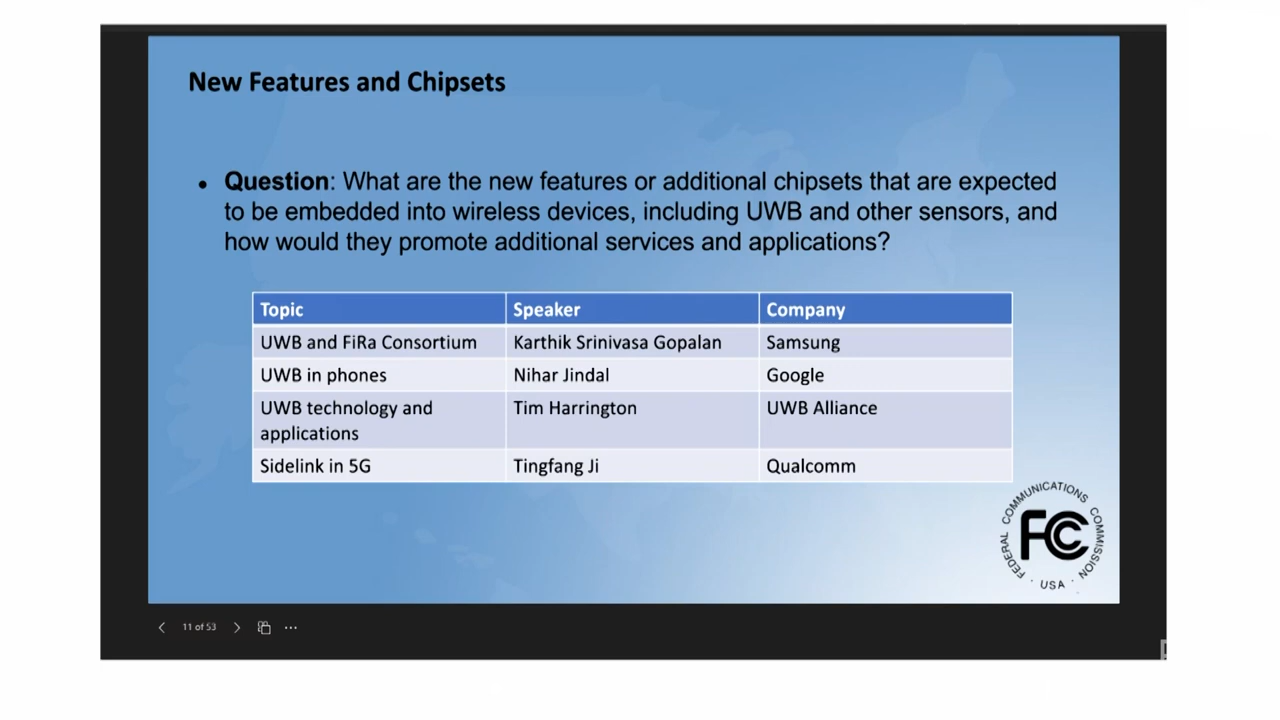 New Features and Chipsets
• Question: What are the new features or additional chipsets that are expected
to be embedded into wireless devices, including UWB and other sensors, and
how would they promote additional services and applications?
Topic Speaker Company
UWB and FiRa Consortium Karthik Srinivasa Gopalan Samsung
UWB in phones Nihar Jindal Google
UWB technology and Tim Harrington UWB Alliance
applications
Sidelink in 5G Tingfang Ji Qualcomm
FEDERAL COMMUNICATIONS COMMISSION
FCC
· USA ·
11 of 53